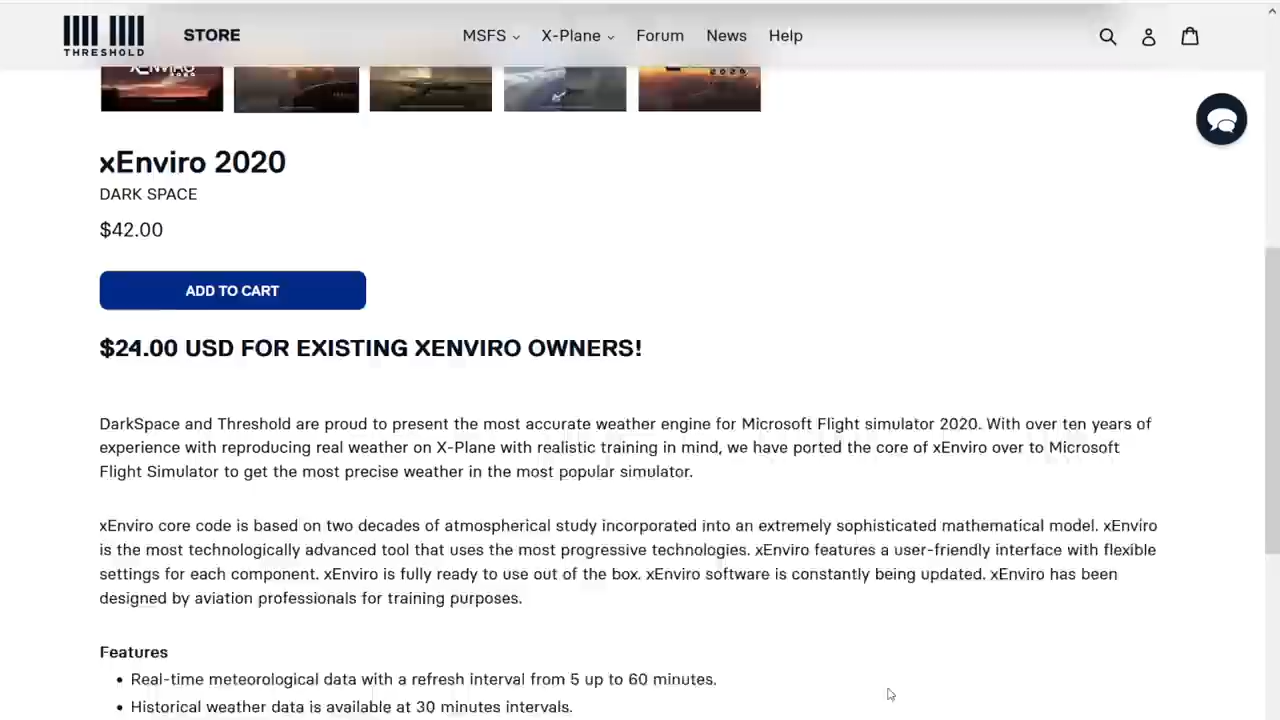 THRESHOLD
STORE
MSFS
X-Plane
Forum
News
Help
XENVIRO
2020
2020
xEnviro 2020
DARK SPACE
$42.00
ADD TO CART
$24.00 USD FOR EXISTING XENVIRO OWNERS!
DarkSpace and Threshold are proud to present the most accurate weather engine for Microsoft Flight simulator 2020. With over ten years of
experience with reproducing real weather on X-Plane with realistic training in mind, we have ported the core of xEnviro over to Microsoft
Flight Simulator to get the most precise weather in the most popular simulator.
xEnviro core code is based on two decades of atmospherical study incorporated into an extremely sophisticated mathematical model. xEnviro
is the most technologically advanced tool that uses the most progressive technologies. xEnviro features a user-friendly interface with flexible
settings for each component. xEnviro is fully ready to use out of the box. xEnviro software is constantly being updated. xEnviro has been
designed by aviation professionals for training purposes.
Features
• Real-time meteorological data with a refresh interval from 5 up to 60 minutes.
• Historical weather data is available at 30 minutes intervals.